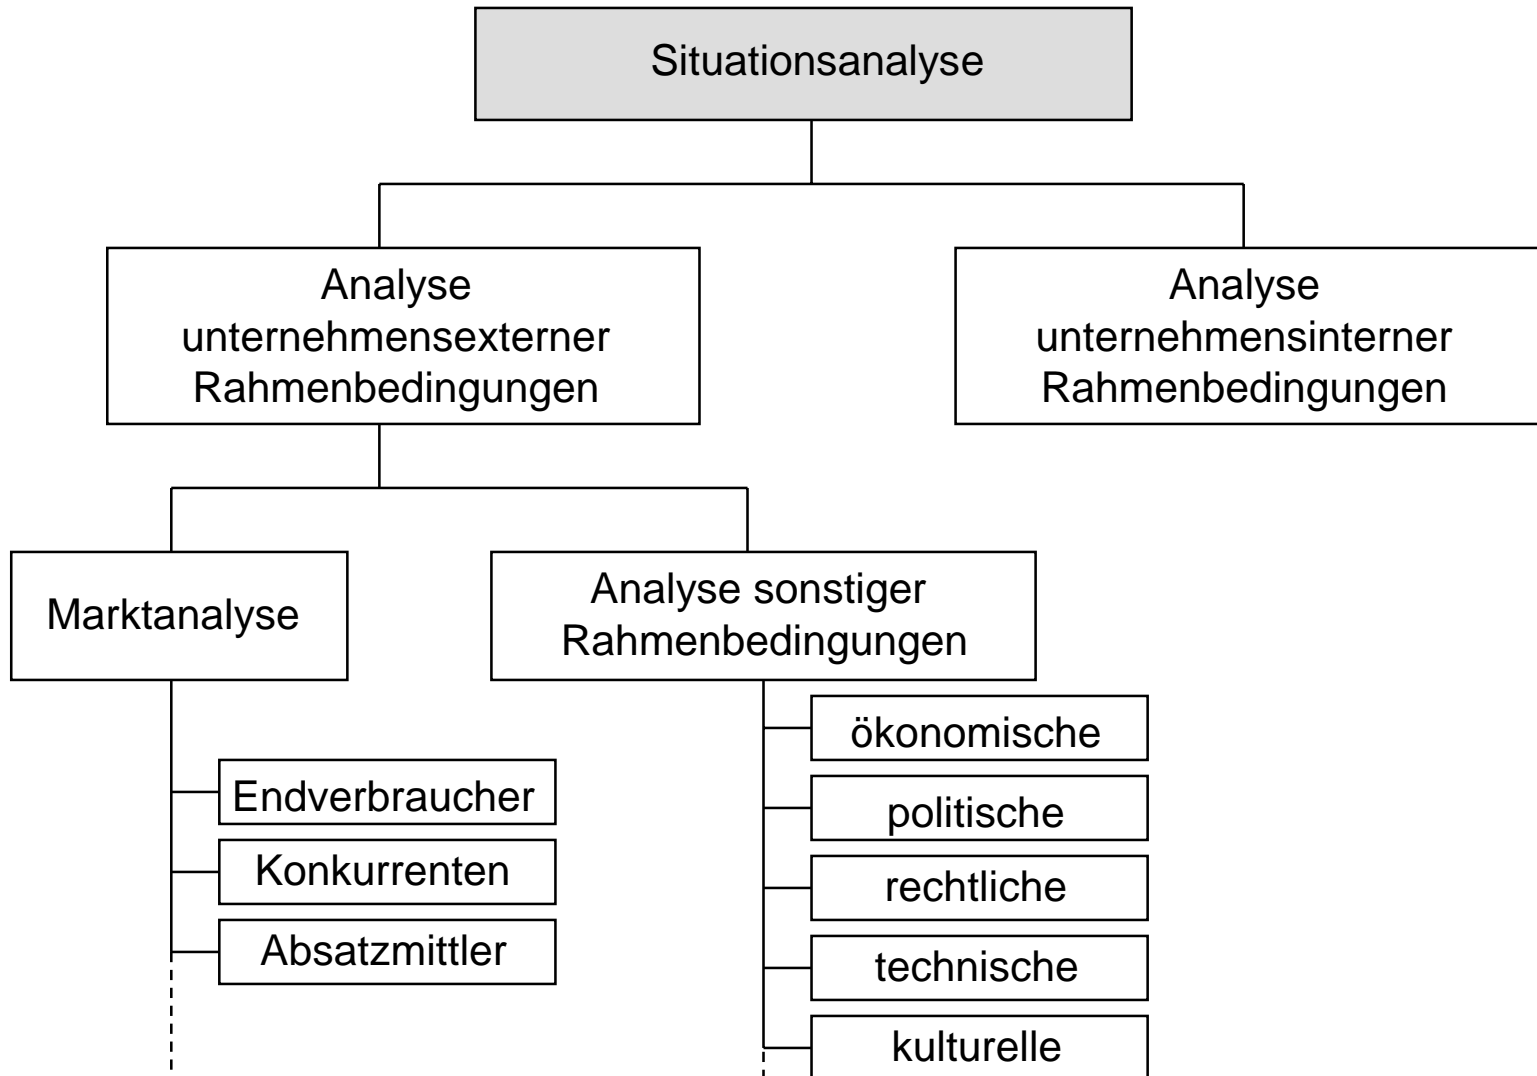 Situationsanalyse
Analyse
unternehmensexterner
Rahmenbedingungen
Analyse
unternehmensinterner
Rahmenbedingungen
Marktanalyse
Analyse sonstiger
Rahmenbedingungen
Endverbraucher
Konkurrenten
Absatzmittler
ökonomische
politische
rechtliche
technische
kulturelle